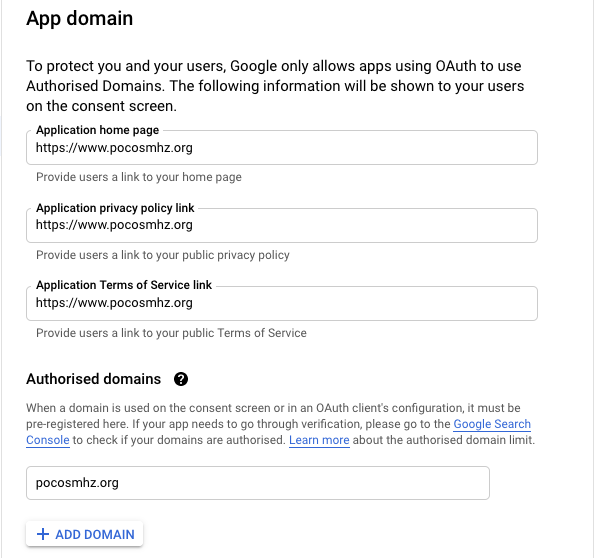 App domain
To protect you and your users, Google only allows apps using OAuth to use
Authorised Domains. The following information will be shown to your users
on the consent screen.
Application home page
https://www.pocosmhz.org
Provide users a link to your home page
Application privacy policy link
https://www.pocosmhz.org
Provide users a link to your public privacy policy
Application Terms of Service link
https://www.pocosmhz.org
Provide users a link to your public Terms of Service
Authorised domains ?
When a domain is used on the consent screen or in an OAuth client's configuration, it must be
pre-registered here. If your app needs to go through verification, please go to the Google Search
Console to check if your domains are authorised. Learn more about the authorised domain limit.
pocosmhz.org
+ ADD DOMAIN